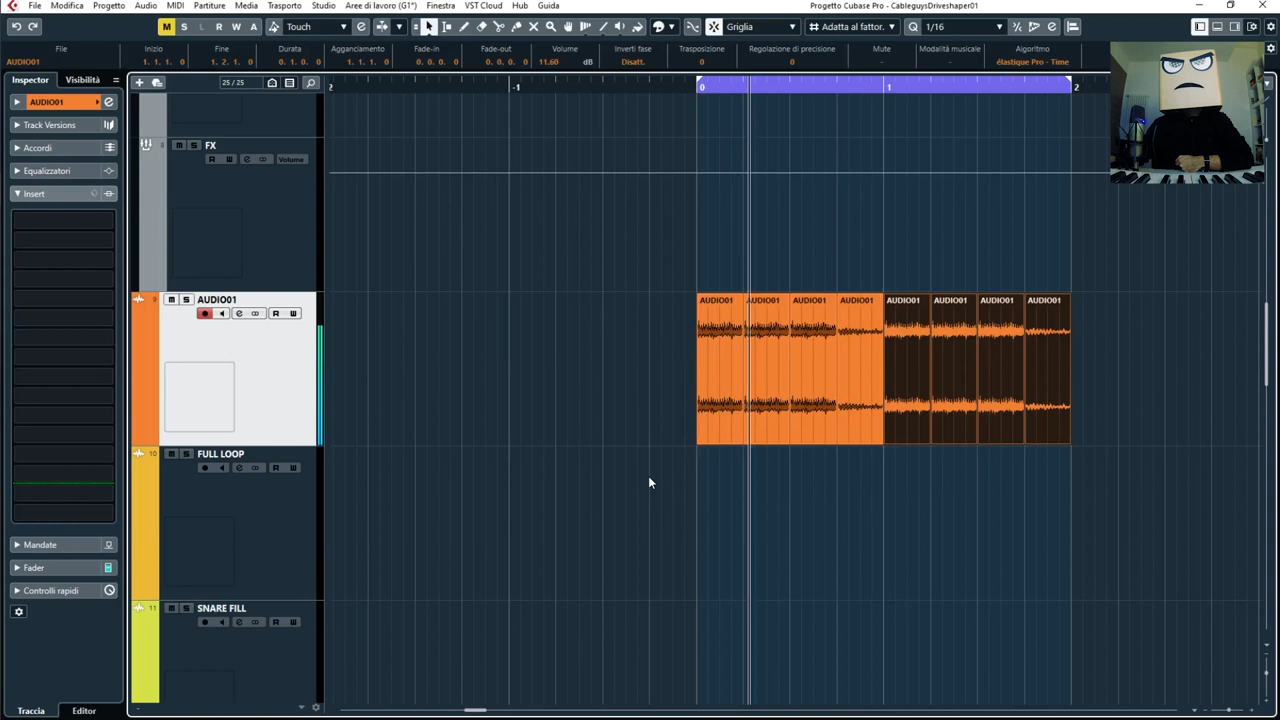 File Modifica Progetto Audio MIDI Partiture Media Trasporto Studio Aree di lavoro (G1*) Finestra VST Cloud Hub Guida Progetto Cubase Pro - CableguysDriveshaper01
M S L R W A Touch Griglia Adatta al fattor. Q 1/16
File Inizio Fine Durata Agganciamento Fade-in Fade-out Volume Inverti fase Trasposizione Regolazione di precisione Mute Modalità musicale Algoritmo
AUDIO01 1. 1. 1. 0 1. 2. 1. 0 0. 1. 0. 0 1. 1. 1. 0 0. 0. 0. 0 0. 0. 0. 0 11.60 dB Disatt. 0 0 - - élastique Pro - Time
Inspector Visibilità 25 / 25
2 -1 0 1 2
AUDIO01
Track Versions
Accordi
Equalizzatori
Insert
Mandate
Fader
Controlli rapidi
Traccia Editor
8 m S FX
R W e Volume
9 m S AUDIO01
e R W
AUDIO01 AUDIO01 AUDIO01 AUDIO01 AUDIO01 AUDIO01 AUDIO01 AUDIO01
10 m S FULL LOOP
e R W
11 m S SNARE FILL
e R W